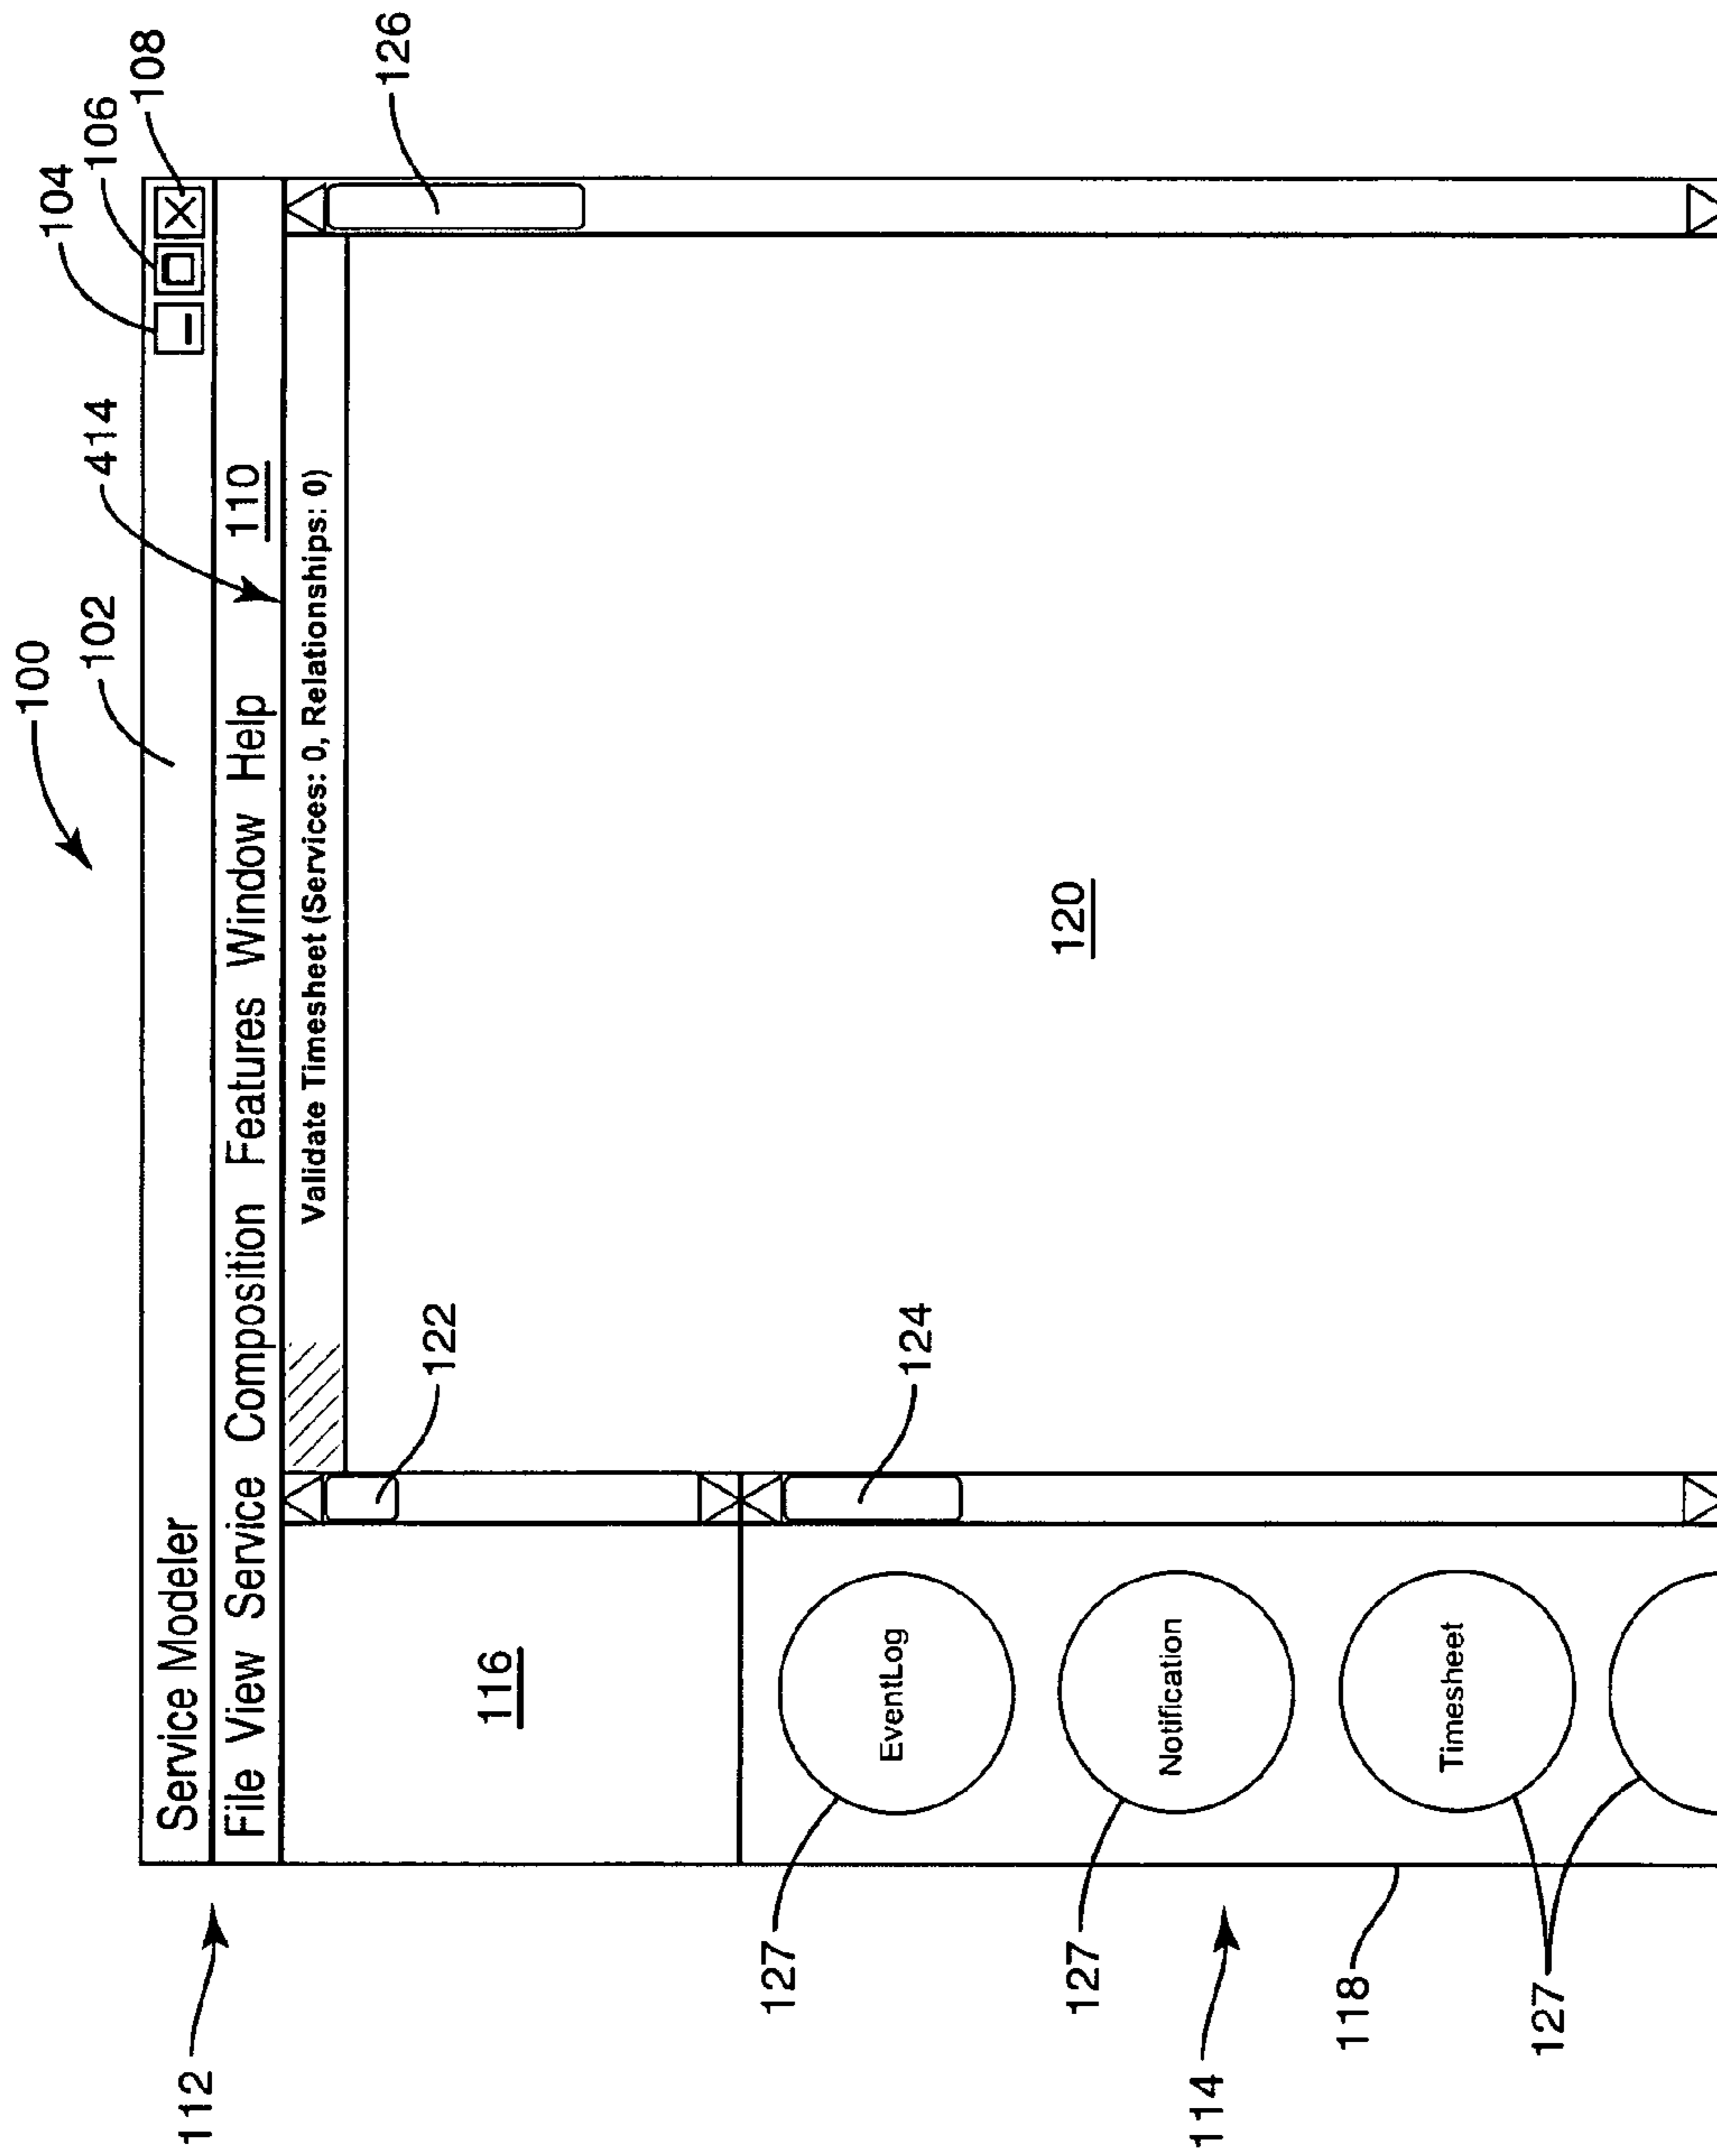 100
102
414
104
106
108
126
112
Service Modeler
File View Service Composition Features Window Help 110
Validate Timesheet (Services: 0, Relationships: 0)
122
116
124
120
127
EventLog
127
Notification
114
118
Timesheet
127